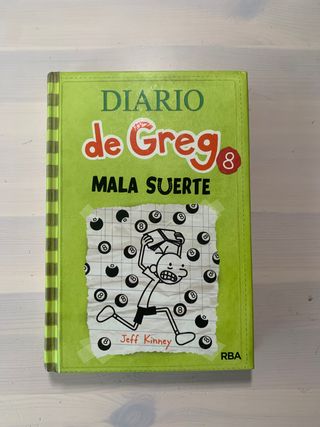 DIARIO
de Greg 8
MALA SUERTE
Jeff Kinney
RBA